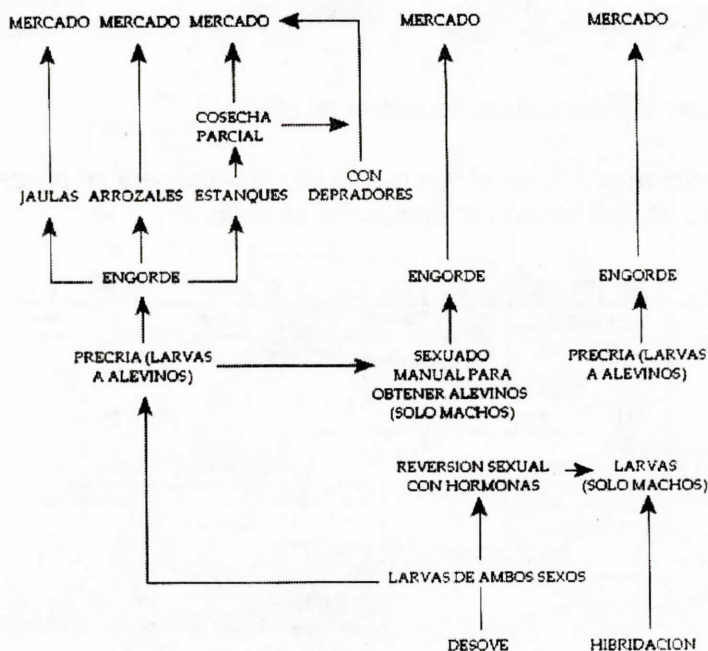 MERCADO MERCADO MERCADO MERCADO MERCADO
COSECHA
PARCIAL
CON
DEPRADORES
JAULAS ARROZALES ESTANQUES
ENGORDE ENGORDE ENGORDE
PRECRIA (LARVAS
A ALEVINOS)
SEXUADO
MANUAL PARA
OBTENER ALEVINOS
(SOLO MACHOS)
PRECRIA (LARVAS
A ALEVINOS)
REVERSION SEXUAL
CON HORMONAS
LARVAS
(SOLO MACHOS)
LARVAS DE AMBOS SEXOS
DESOVE HIBRIDACION